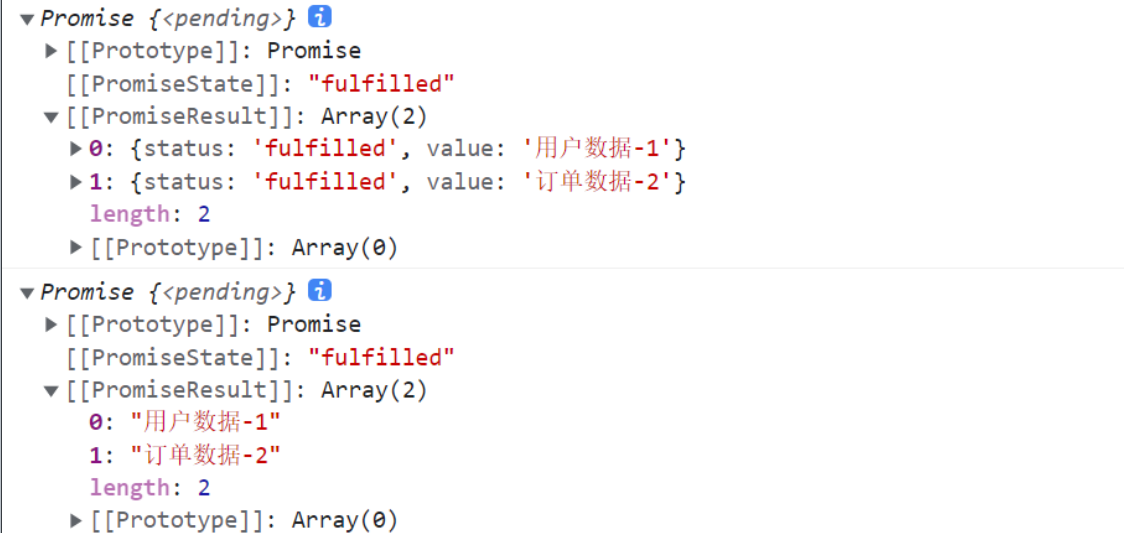 ▼Promise {<pending>} i
▶[[Prototype]]: Promise
[[PromiseState]]: "fulfilled"
▼[[PromiseResult]]: Array(2)
▶0: {status: 'fulfilled', value: '用户数据-1'}
▶1: {status: 'fulfilled', value: '订单数据-2'}
length: 2
▶[[Prototype]]: Array(0)
▼Promise {<pending>} i
▶[[Prototype]]: Promise
[[PromiseState]]: "fulfilled"
▼[[PromiseResult]]: Array(2)
0: "用户数据-1"
1: "订单数据-2"
length: 2
▶[[Prototype]]: Array(0)